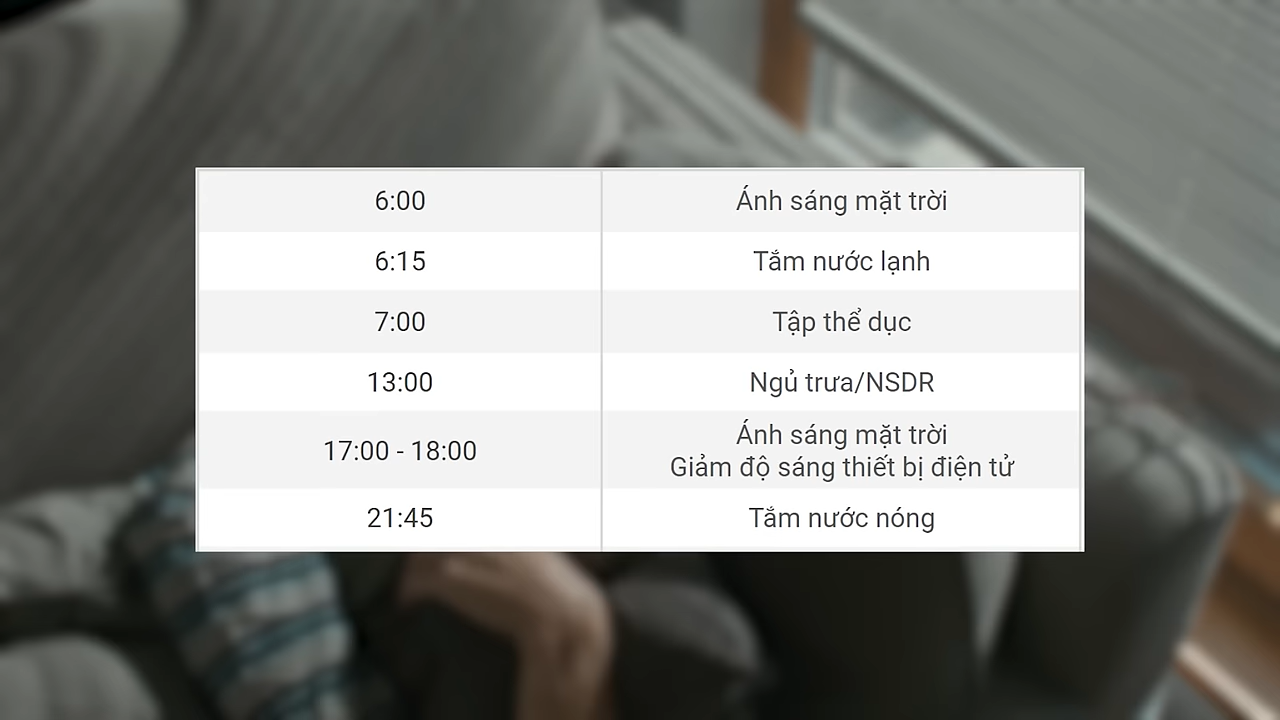 6:00 Ánh sáng mặt trời
6:15 Tắm nước lạnh
7:00 Tập thể dục
13:00 Ngủ trưa/NSDR
17:00 - 18:00 Ánh sáng mặt trời
Giảm độ sáng thiết bị điện tử
21:45 Tắm nước nóng